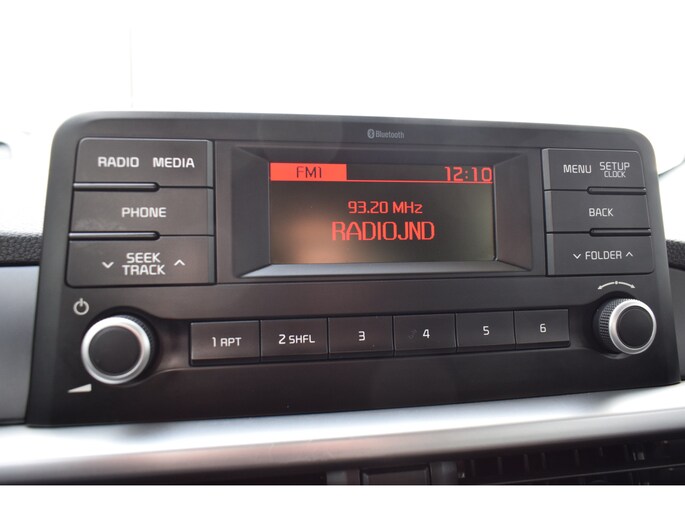 Bluetooth
RADIO MEDIA
PHONE
SEEK
TRACK
FM1 12:10
93.20 MHz
RADIOJND
MENU SETUP
CLOCK
BACK
FOLDER
1 APT 2 SHFL 3 4 5 6